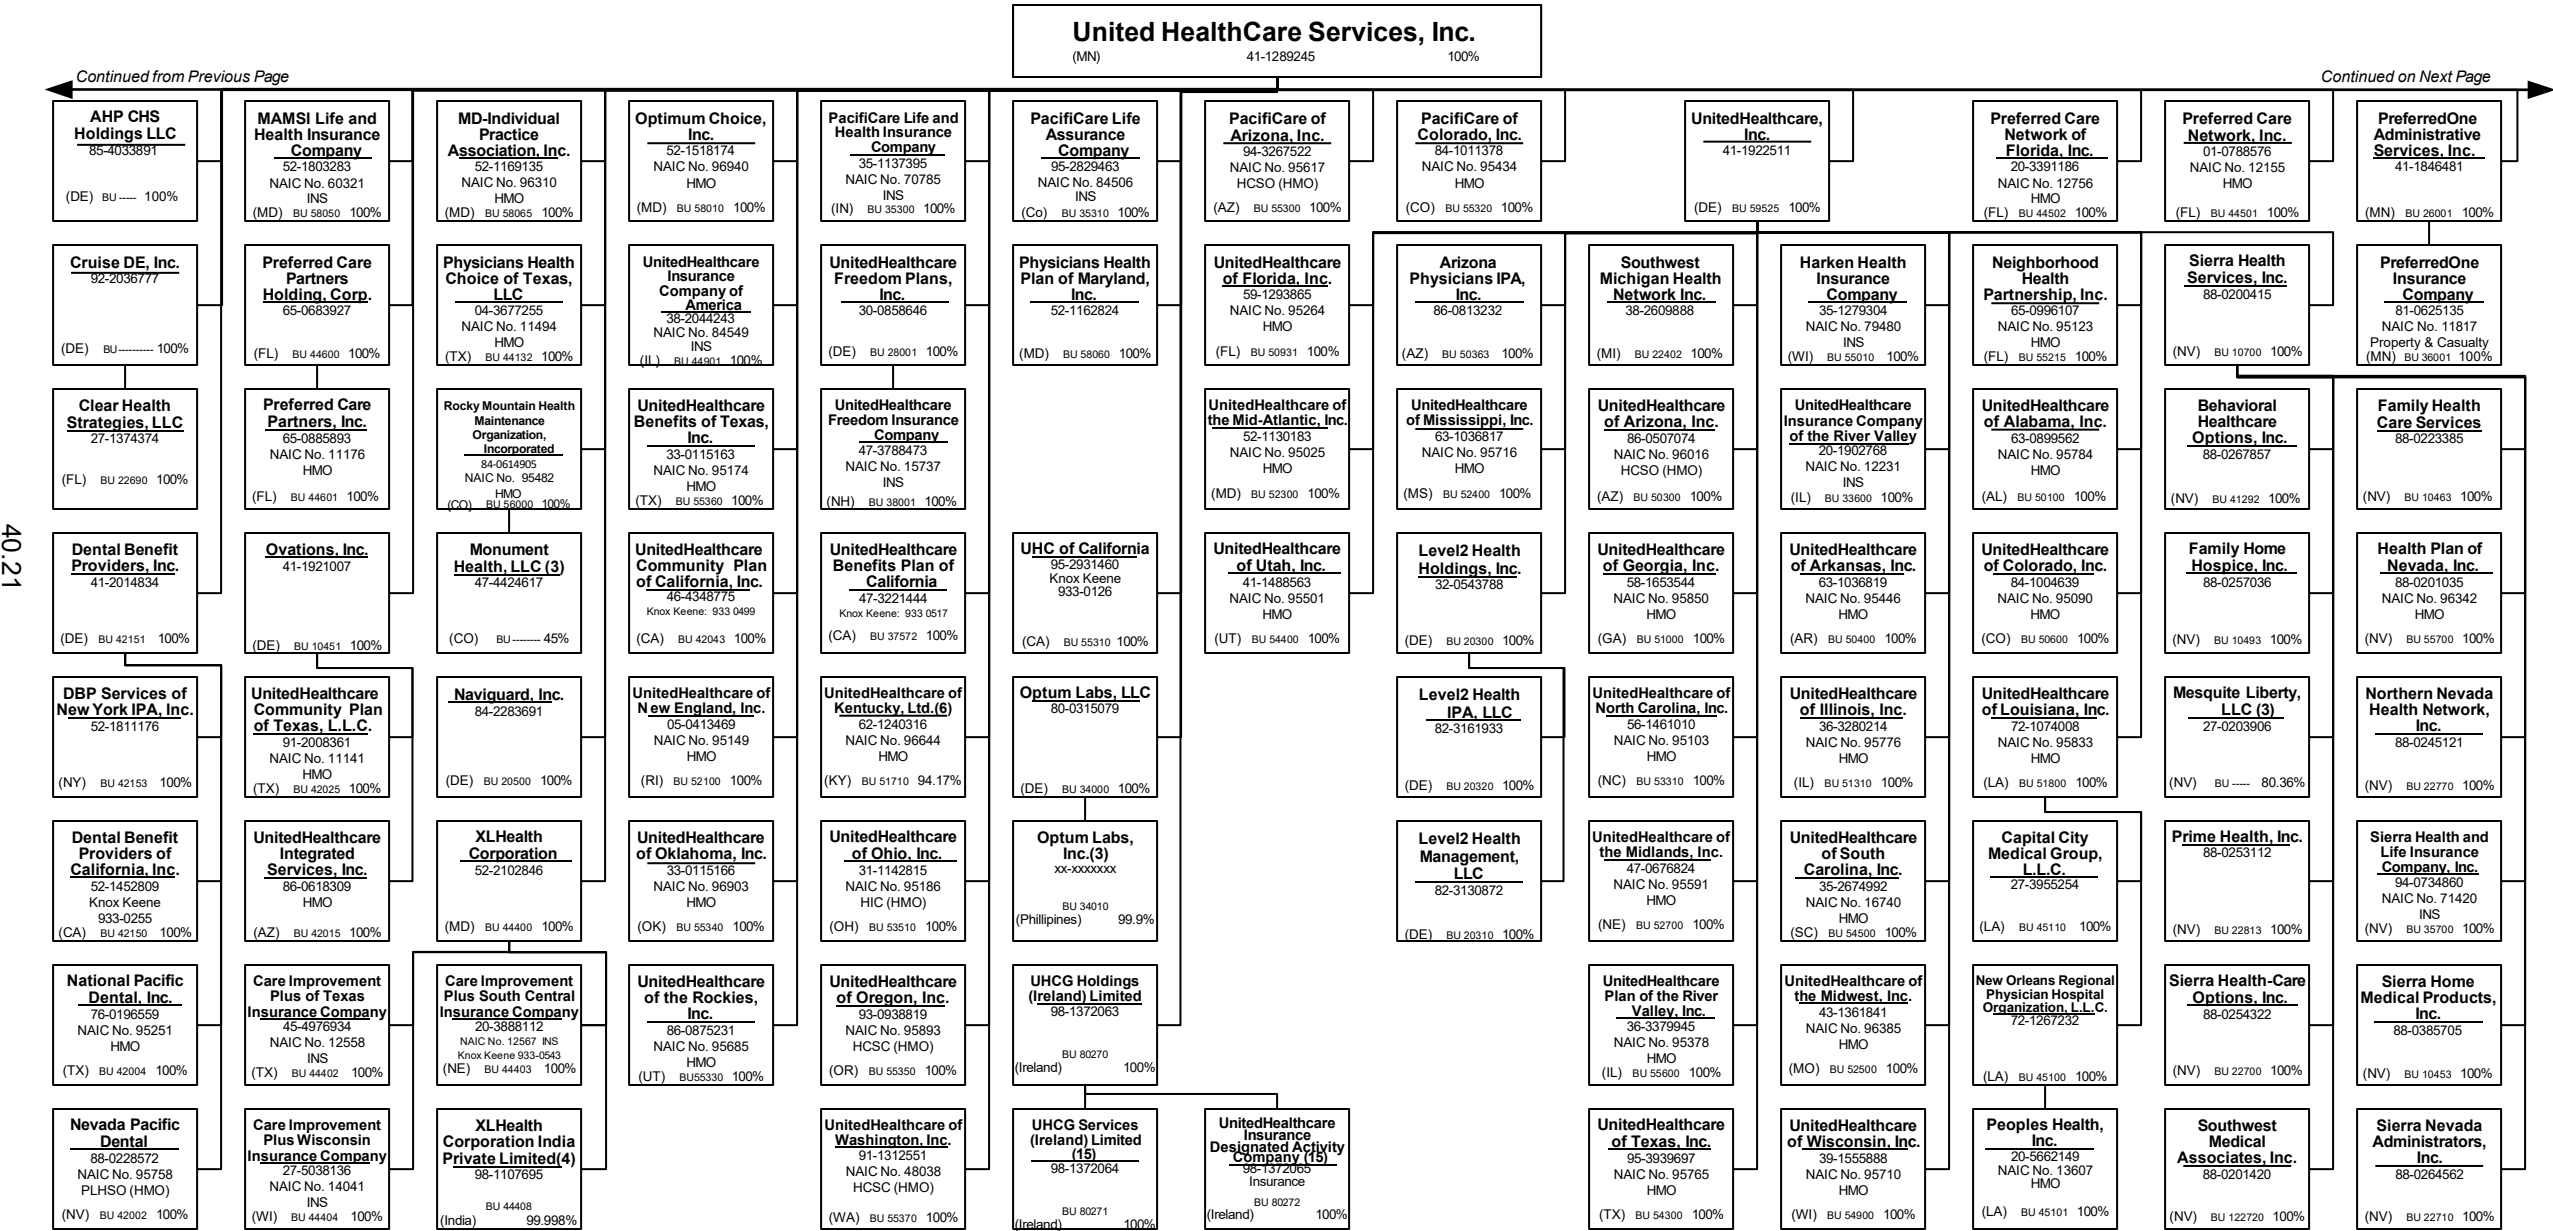 United HealthCare Services, Inc.
(MN) 41-1289245 100%
Continued from Previous Page
Continued on Next Page
AHP CHS
Holdings LLC
85-4033891
(DE) BU ----- 100%
MAMSI Life and
Health Insurance
Company
52-1803283
NAIC No. 60321
INS
(MD) BU 58050 100%
MD-Individual
Practice
Association, Inc.
52-1169135
NAIC No. 96310
HMO
(MD) BU 58065 100%
Optimum Choice,
Inc.
52-1518174
NAIC No. 96940
HMO
(MD) BU 58010 100%
PacifiCare Life and
Health Insurance
Company
35-1137395
NAIC No. 70785
INS
(IN) BU 35300 100%
PacifiCare Life
Assurance
Company
95-2829463
NAIC No. 84506
INS
(Co) BU 35310 100%
PacifiCare of
Arizona, Inc.
94-3267522
NAIC No. 95617
HCSO (HMO)
(AZ) BU 55300 100%
PacifiCare of
Colorado, Inc.
84-1011378
NAIC No. 95434
HMO
(CO) BU 55320 100%
UnitedHealthcare,
Inc.
41-1922511
(DE) BU 59525 100%
Preferred Care
Network of
Florida, Inc.
20-3391186
NAIC No. 12756
HMO
(FL) BU 44502 100%
Preferred Care
Network, Inc.
01-0788576
NAIC No. 12155
HMO
(FL) BU 44501 100%
PreferredOne
Administrative
Services, Inc.
41-1846481
(MN) BU 26001 100%
Cruise DE, Inc.
92-2036777
(DE) BU ---------- 100%
Preferred Care
Partners
Holding, Corp.
65-0683927
(FL) BU 44600 100%
Physicians Health
Choice of Texas,
LLC
04-3677255
NAIC No. 11494
HMO
(TX) BU 44132 100%
UnitedHealthcare
Insurance
Company of
America
38-2044243
NAIC No. 84549
INS
(IL) BU 44901 100%
UnitedHealthcare
Freedom Plans,
Inc.
30-0858646
(DE) BU 28001 100%
Physicians Health
Plan of Maryland,
Inc.
52-1162824
(MD) BU 58060 100%
UnitedHealthcare
of Florida, Inc.
59-1293865
NAIC No. 95264
HMO
(FL) BU 50931 100%
Arizona
Physicians IPA,
Inc.
86-0813232
(AZ) BU 50363 100%
Southwest
Michigan Health
Network Inc.
38-2609888
(MI) BU 22402 100%
Harken Health
Insurance
Company
35-1279304
NAIC No. 79480
INS
(WI) BU 55010 100%
Neighborhood
Health
Partnership, Inc.
65-0996107
NAIC No. 95123
HMO
(FL) BU 55215 100%
Sierra Health
Services, Inc.
88-0200415
(NV) BU 10700 100%
PreferredOne
Insurance
Company
81-0625135
NAIC No. 11817
Property & Casualty
(MN) BU 36001 100%
Clear Health
Strategies, LLC
27-1374374
(FL) BU 22690 100%
Preferred Care
Partners, Inc.
65-0885893
NAIC No. 11176
HMO
(FL) BU 44601 100%
Rocky Mountain Health
Maintenance
Organization,
Incorporated
84-0614905
NAIC No. 95482
HMO
(CO) BU 56000 100%
UnitedHealthcare
Benefits of Texas,
Inc.
33-0115163
NAIC No. 95174
HMO
(TX) BU 55360 100%
UnitedHealthcare
Freedom Insurance
Company
47-3788473
NAIC No. 15737
INS
(NH) BU 38001 100%
UnitedHealthcare of
the Mid-Atlantic, Inc.
52-1130183
NAIC No. 95025
HMO
(MD) BU 52300 100%
UnitedHealthcare
of Mississippi, Inc.
63-1036817
NAIC No. 95716
HMO
(MS) BU 52400 100%
UnitedHealthcare
of Arizona, Inc.
86-0507074
NAIC No. 96016
HCSO (HMO)
(AZ) BU 50300 100%
UnitedHealthcare
Insurance Company
of the River Valley
20-1902768
NAIC No. 12231
INS
(IL) BU 33600 100%
UnitedHealthcare
of Alabama, Inc.
63-0899562
NAIC No. 95784
HMO
(AL) BU 50100 100%
Behavioral
Healthcare
Options, Inc.
88-0267857
(NV) BU 41292 100%
Family Health
Care Services
88-0223385
(NV) BU 10463 100%
Dental Benefit
Providers, Inc.
41-2014834
(DE) BU 42151 100%
Ovations, Inc.
41-1921007
(DE) BU 10451 100%
Monument
Health, LLC (3)
47-4424617
(CO) BU -------- 45%
UnitedHealthcare
Community Plan
of California, Inc.
46-4348775
Knox Keene: 933 0499
(CA) BU 42043 100%
UnitedHealthcare
Benefits Plan of
California
47-3221444
Knox Keene: 933 0517
(CA) BU 37572 100%
UHC of California
95-2931460
Knox Keene
933-0126
(CA) BU 55310 100%
UnitedHealthcare
of Utah, Inc.
41-1488563
NAIC No. 95501
HMO
(UT) BU 54400 100%
Level2 Health
Holdings, Inc.
32-0543788
(DE) BU 20300 100%
UnitedHealthcare
of Georgia, Inc.
58-1653544
NAIC No. 95850
HMO
(GA) BU 51000 100%
UnitedHealthcare
of Arkansas, Inc.
63-1036819
NAIC No. 95446
HMO
(AR) BU 50400 100%
UnitedHealthcare
of Colorado, Inc.
84-1004639
NAIC No. 95090
HMO
(CO) BU 50600 100%
Family Home
Hospice, Inc.
88-0257036
(NV) BU 10493 100%
Health Plan of
Nevada, Inc.
88-0201035
NAIC No. 96342
HMO
(NV) BU 55700 100%
40.21
DBP Services of
New York IPA, Inc.
52-1811176
(NY) BU 42153 100%
UnitedHealthcare
Community Plan
of Texas, L.L.C.
91-2008361
NAIC No. 11141
HMO
(TX) BU 42025 100%
Naviguard, Inc.
84-2283691
(DE) BU 20500 100%
UnitedHealthcare of
New England, Inc.
05-0413469
NAIC No. 95149
HMO
(RI) BU 52100 100%
UnitedHealthcare of
Kentucky, Ltd.(6)
62-1240316
NAIC No. 96644
HMO
(KY) BU 51710 94.17%
Optum Labs, LLC
80-0315079
(DE) BU 34000 100%
Level2 Health
IPA, LLC
82-3161933
(DE) BU 20320 100%
UnitedHealthcare of
North Carolina, Inc.
56-1461010
NAIC No. 95103
HMO
(NC) BU 53310 100%
UnitedHealthcare
of Illinois, Inc.
36-3280214
NAIC No. 95776
HMO
(IL) BU 51310 100%
UnitedHealthcare
of Louisiana, Inc.
72-1074008
NAIC No. 95833
HMO
(LA) BU 51800 100%
Mesquite Liberty,
LLC (3)
27-0203906
(NV) BU ----- 80.36%
Northern Nevada
Health Network,
Inc.
88-0245121
(NV) BU 22770 100%
Dental Benefit
Providers of
California, Inc.
52-1452809
Knox Keene
933-0255
(CA) BU 42150 100%
UnitedHealthcare
Integrated
Services, Inc.
86-0618309
HMO
(AZ) BU 42015 100%
XLHealth
Corporation
52-2102846
(MD) BU 44400 100%
UnitedHealthcare
of Oklahoma, Inc.
33-0115166
NAIC No. 96903
HMO
(OK) BU 55340 100%
UnitedHealthcare
of Ohio, Inc.
31-1142815
NAIC No. 95186
HIC (HMO)
(OH) BU 53510 100%
Optum Labs,
Inc.(3)
xx-xxxxxxx
BU 34010
(Phillipines) 99.9%
Level2 Health
Management,
LLC
82-3130872
(DE) BU 20310 100%
UnitedHealthcare of
the Midlands, Inc.
47-0676824
NAIC No. 95591
HMO
(NE) BU 52700 100%
UnitedHealthcare
of South
Carolina, Inc.
35-2674992
NAIC No. 16740
HMO
(SC) BU 54500 100%
Capital City
Medical Group,
L.L.C.
27-3955254
(LA) BU 45110 100%
Prime Health, Inc.
88-0253112
(NV) BU 22813 100%
Sierra Health and
Life Insurance
Company, Inc.
94-0734860
NAIC No. 71420
INS
(NV) BU 35700 100%
National Pacific
Dental, Inc.
76-0196559
NAIC No. 95251
HMO
(TX) BU 42004 100%
Care Improvement
Plus of Texas
Insurance Company
45-4976934
NAIC No. 12558
INS
(TX) BU 44402 100%
Care Improvement
Plus South Central
Insurance Company
20-3888112
NAIC No. 12567 INS
Knox Keene 933-0543
(NE) BU 44403 100%
UnitedHealthcare
of the Rockies,
Inc.
86-0875231
NAIC No. 95685
HMO
(UT) BU55330 100%
UnitedHealthcare
of Oregon, Inc.
93-0938819
NAIC No. 95893
HCSC (HMO)
(OR) BU 55350 100%
UHCG Holdings
(Ireland) Limited
98-1372063
BU 80270
(Ireland) 100%
UnitedHealthcare
Plan of the River
Valley, Inc.
36-3379945
NAIC No. 95378
HMO
(IL) BU 55600 100%
UnitedHealthcare of
the Midwest, Inc.
43-1361841
NAIC No. 96385
HMO
(MO) BU 52500 100%
New Orleans Regional
Physician Hospital
Organization, L.L.C.
72-1267232
(LA) BU 45100 100%
Sierra Health-Care
Options, Inc.
88-0254322
(NV) BU 22700 100%
Sierra Home
Medical Products,
Inc.
88-0385705
(NV) BU 10453 100%
Nevada Pacific
Dental
88-0228572
NAIC No. 95758
PLHSO (HMO)
(NV) BU 42002 100%
Care Improvement
Plus Wisconsin
Insurance Company
27-5038136
NAIC No. 14041
INS
(WI) BU 44404 100%
XLHealth
Corporation India
Private Limited(4)
98-1107695
BU 44408
(India) 99.998%
UnitedHealthcare of
Washington, Inc.
91-1312551
NAIC No. 48038
HCSC (HMO)
(WA) BU 55370 100%
UHCG Services
(Ireland) Limited
(15)
98-1372064
BU 80271
(Ireland) 100%
UnitedHealthcare
Insurance
Designated Activity
Company (15)
98-1372065
Insurance
BU 80272
(Ireland) 100%
UnitedHealthcare
of Texas, Inc.
95-3939697
NAIC No. 95765
HMO
(TX) BU 54300 100%
UnitedHealthcare
of Wisconsin, Inc.
39-1555888
NAIC No. 95710
HMO
(WI) BU 54900 100%
Peoples Health,
Inc.
20-5662149
NAIC No. 13607
HMO
(LA) BU 45101 100%
Southwest
Medical
Associates, Inc.
88-0201420
(NV) BU 122720 100%
Sierra Nevada
Administrators,
Inc.
88-0264562
(NV) BU 22710 100%